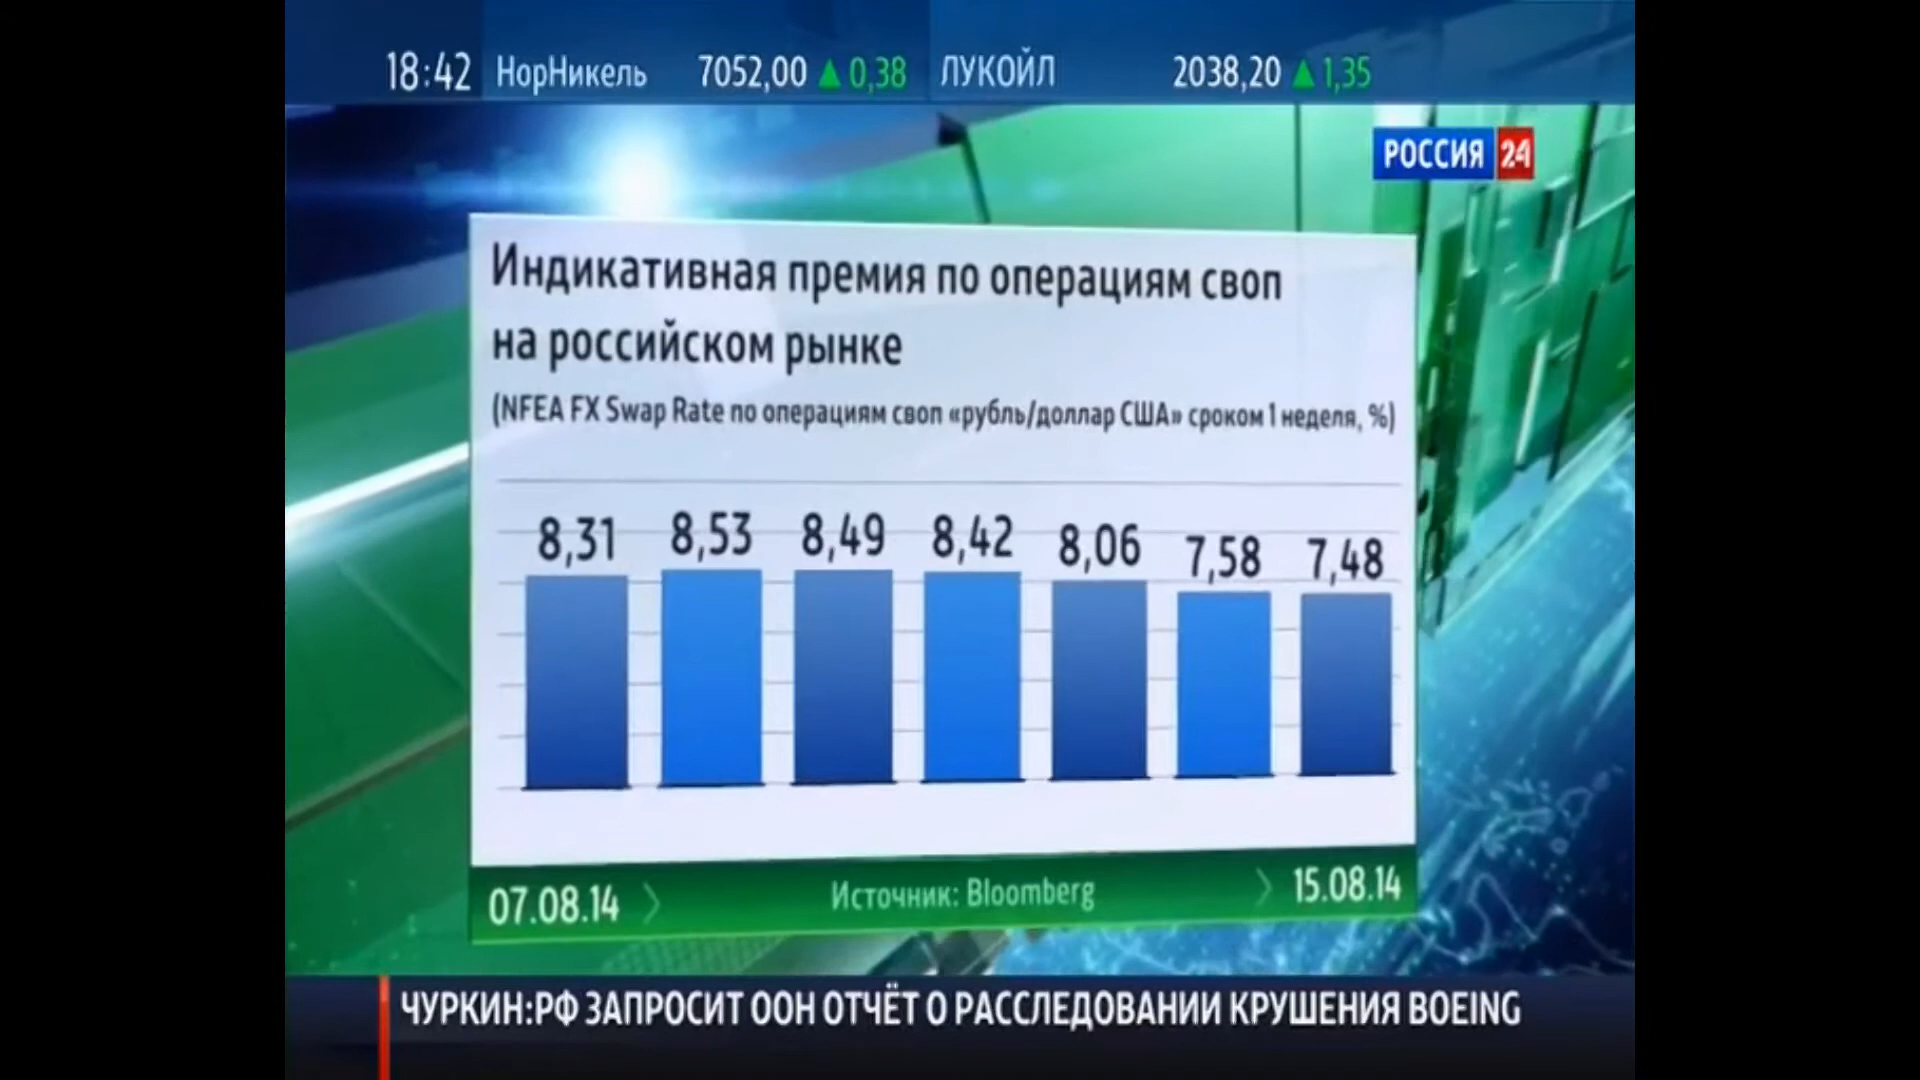 18:42 НорНикель 7052,00 ▲ 0,38 ЛУКОЙЛ 2038,20 ▲ 1,35
РОССИЯ 24
Индикативная премия по операциям своп
на российском рынке
(NFEA FX Swap Rate по операциям своп «рубль/доллар США» сроком 1 неделя, %)
8,31 8,53 8,49 8,42 8,06 7,58 7,48
07.08.14 Источник: Bloomberg 15.08.14
ЧУРКИН:РФ ЗАПРОСИТ ООН ОТЧЁТ О РАССЛЕДОВАНИИ КРУШЕНИЯ BOEING